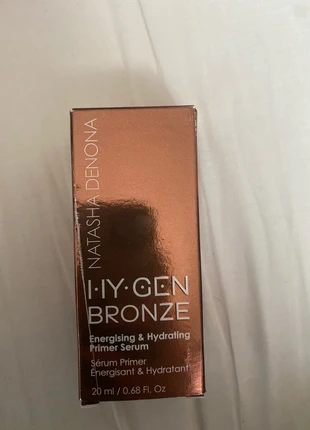 NATASHA DENONA
I·HY·GEN
BRONZE
Energising & Hydrating
Primer Serum
Sérum Primer
Énergisant & Hydratant
20 ml / 0.68 Fl. Oz